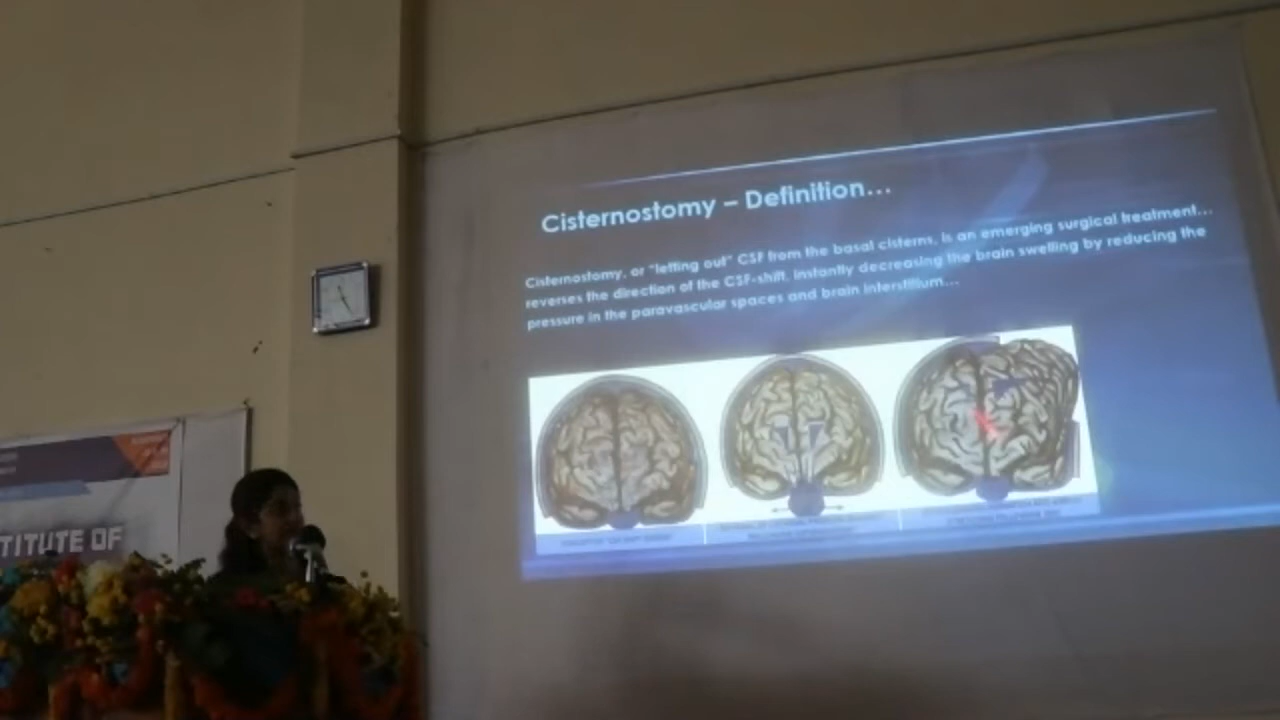 Cisternostomy – Definition...
Cisternostomy, or "letting out" CSF from the basal cisterns, is an emerging surgical treatment...
reverses the direction of the CSF-shift, instantly decreasing the brain swelling by reducing the
pressure in the paravascular spaces and brain interstitium...
TITUTE OF